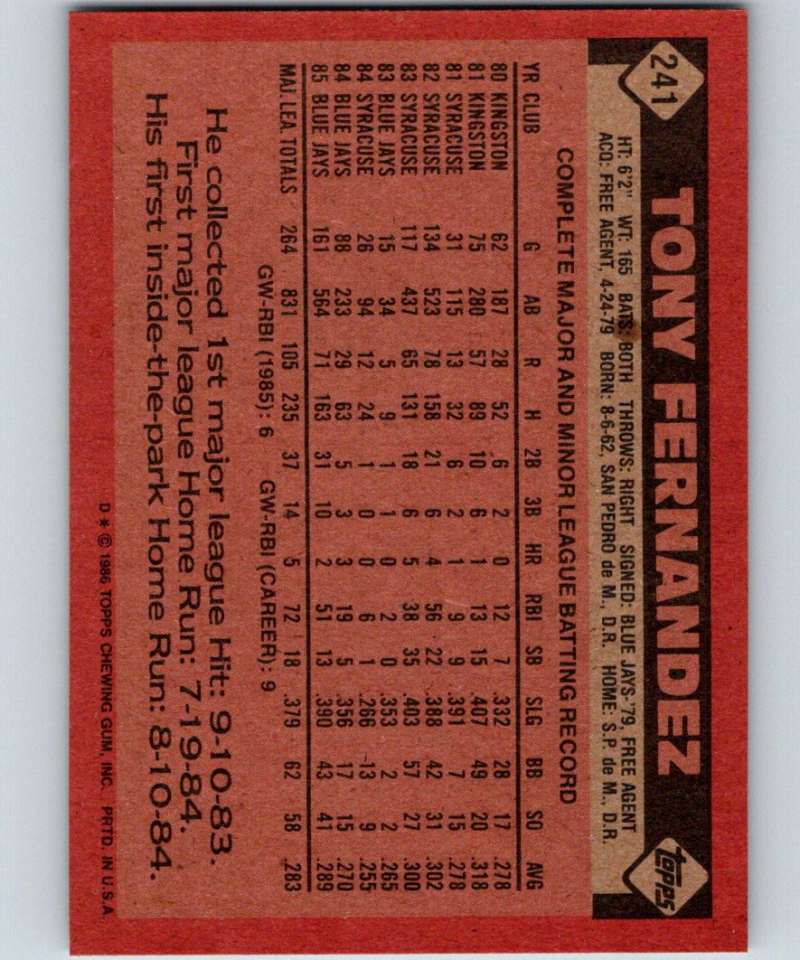 241
TONY FERNANDEZ
topps
HT: 6'2" WT: 165 BATS: BOTH THROWS: RIGHT SIGNED: BLUE JAYS-'79, FREE AGENT
ACQ: FREE AGENT, 4-24-79 BORN: 8-6-62, SAN PEDRO de M., D.R. HOME: S.P. de M., D.R.
COMPLETE MAJOR AND MINOR LEAGUE BATTING RECORD
YR CLUB G AB R H 2B 3B HR RBI SB SLG BB SO AVG
80 KINGSTON 62 187 28 52 6 2 0 12 7 .332 28 17 .278
81 KINGSTON 75 280 57 89 10 6 1 13 15 .407 49 20 .318
81 SYRACUSE 31 115 13 32 6 2 1 9 9 .391 7 15 .278
82 SYRACUSE 134 523 78 158 21 6 4 56 22 .388 42 31 .302
83 SYRACUSE 117 437 65 131 18 6 5 38 35 .403 57 27 .300
83 BLUE JAYS 15 34 5 9 1 1 0 2 0 .353 2 2 .265
84 SYRACUSE 26 94 12 24 1 0 0 6 1 .266 13 9 .255
84 BLUE JAYS 88 233 29 63 5 3 3 19 5 .356 17 15 .270
85 BLUE JAYS 161 564 71 163 31 10 2 51 13 .390 43 41 .289
MAJ. LEA. TOTALS 264 831 105 235 37 14 5 72 18 .379 62 58 .283
GW-RBI (1985): 6 GW-RBI (CAREER): 9
He collected 1st major league Hit: 9-10-83.
First major league Home Run: 7-19-84.
His first inside-the-park Home Run: 8-10-84.
D* © 1986 TOPPS CHEWING GUM, INC. PRTD. IN U.S.A.